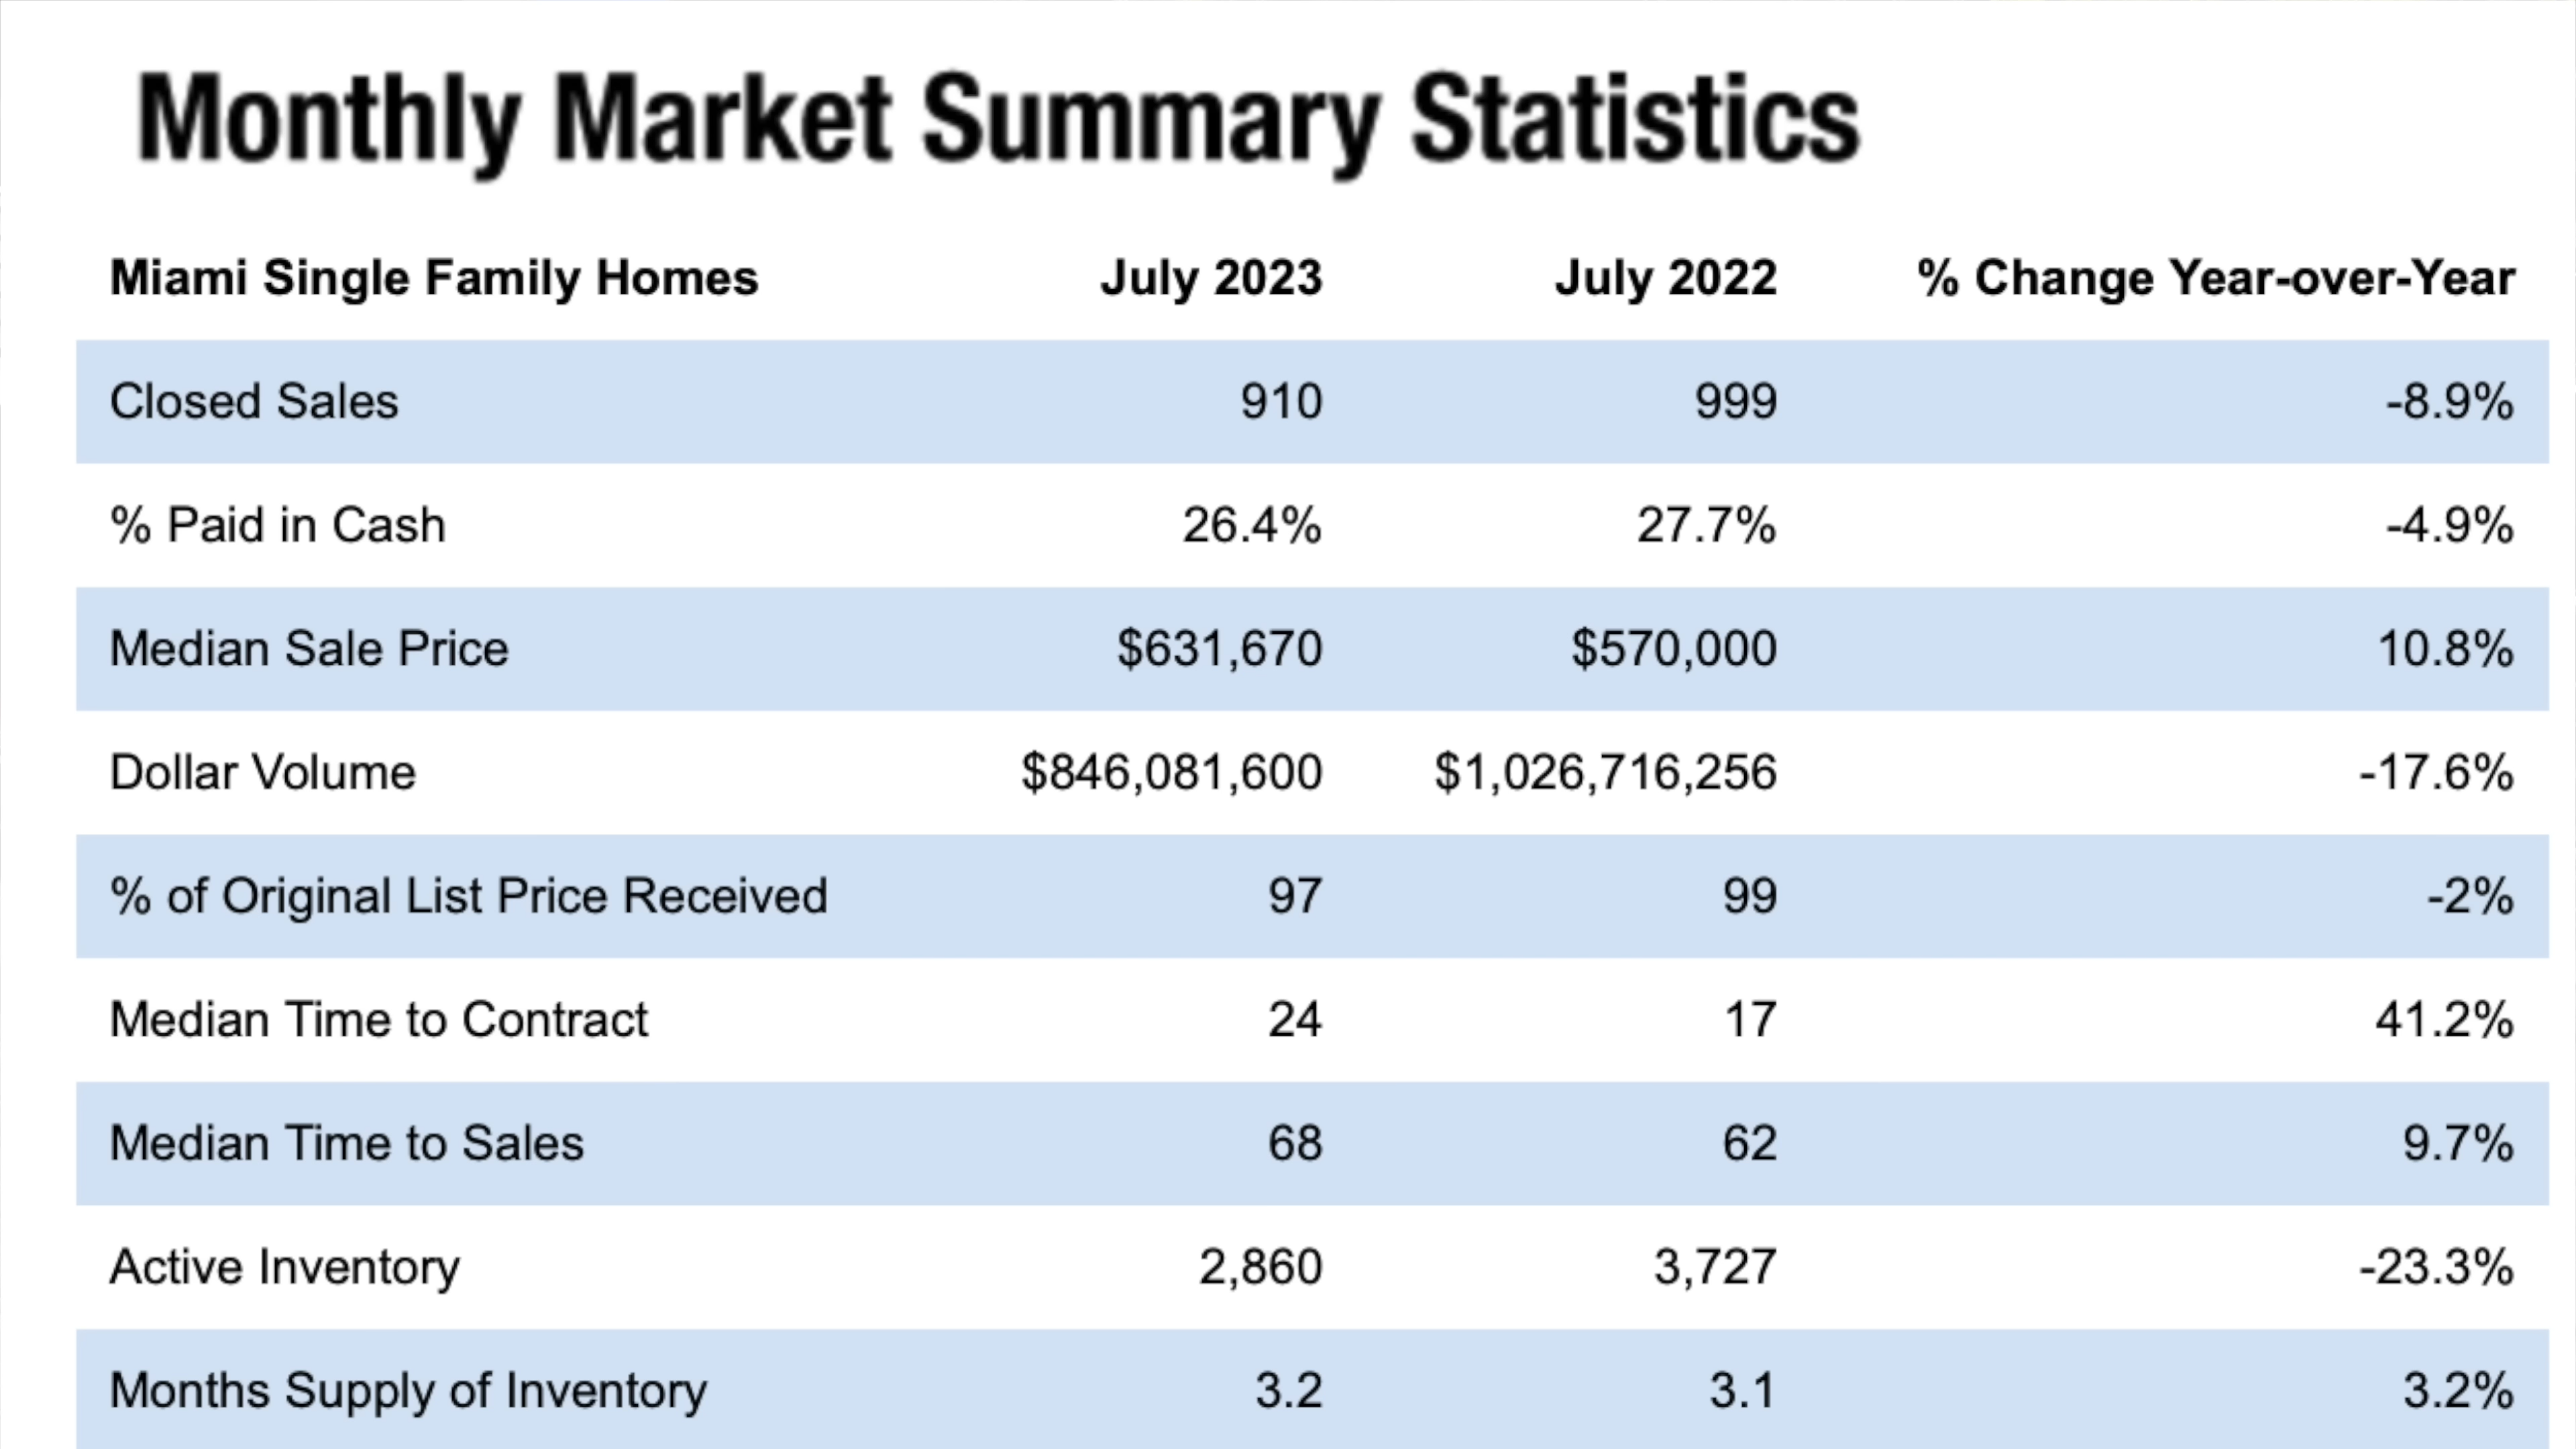 Monthly Market Summary Statistics
Miami Single Family Homes July 2023 July 2022 % Change Year-over-Year
Closed Sales 910 999 -8.9%
% Paid in Cash 26.4% 27.7% -4.9%
Median Sale Price $631,670 $570,000 10.8%
Dollar Volume $846,081,600 $1,026,716,256 -17.6%
% of Original List Price Received 97 99 -2%
Median Time to Contract 24 17 41.2%
Median Time to Sales 68 62 9.7%
Active Inventory 2,860 3,727 -23.3%
Months Supply of Inventory 3.2 3.1 3.2%